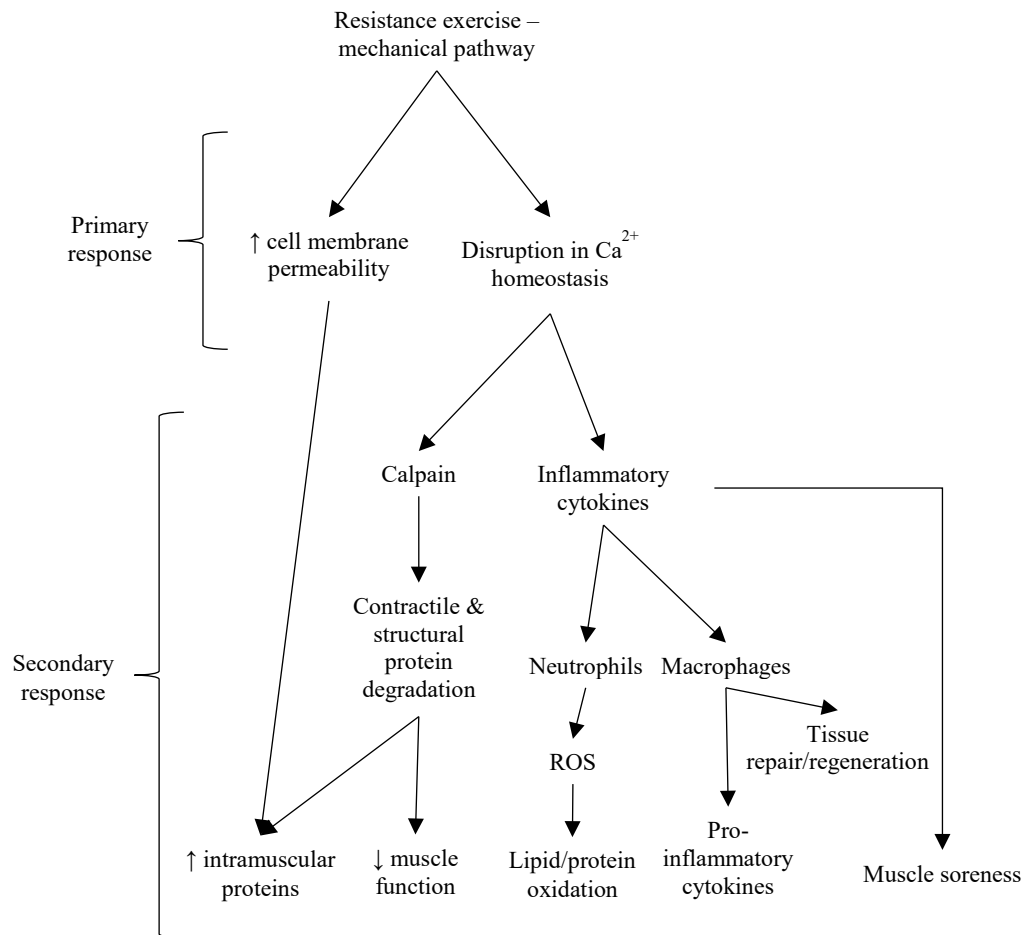 Resistance exercise –
mechanical pathway
Primary
response
↑ cell membrane
permeability
Disruption in Ca2+
homeostasis
Secondary
response
Calpain
Inflammatory
cytokines
Contractile &
structural
protein
degradation
Neutrophils
Macrophages
ROS
Tissue
repair/regeneration
↑ intramuscular
proteins
↓ muscle
function
Lipid/protein
oxidation
Pro-
inflammatory
cytokines
Muscle soreness